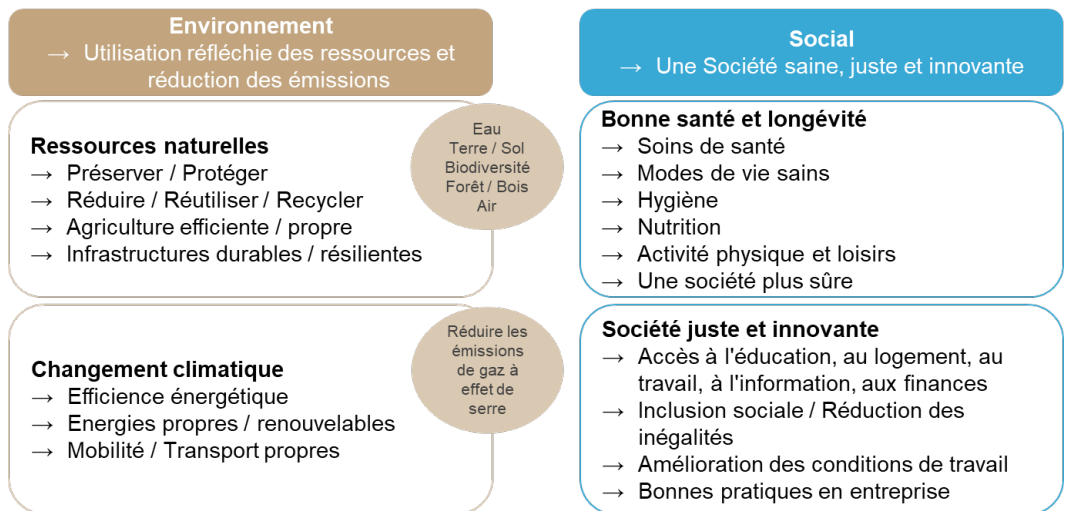 Environnement
→ Utilisation réfléchie des ressources et
réduction des émissions
Ressources naturelles
→ Préserver / Protéger
→ Réduire / Réutiliser / Recycler
→ Agriculture efficiente / propre
→ Infrastructures durables / résilientes
Eau
Terre / Sol
Biodiversité
Forêt / Bois
Air
Changement climatique
→ Efficience énergétique
→ Energies propres / renouvelables
→ Mobilité / Transport propres
Réduire les
émissions
de gaz à
effet de
serre
Social
→ Une Société saine, juste et innovante
Bonne santé et longévité
→ Soins de santé
→ Modes de vie sains
→ Hygiène
→ Nutrition
→ Activité physique et loisirs
→ Une société plus sûre
Société juste et innovante
→ Accès à l'éducation, au logement, au
travail, à l'information, aux finances
→ Inclusion sociale / Réduction des
inégalités
→ Amélioration des conditions de travail
→ Bonnes pratiques en entreprise